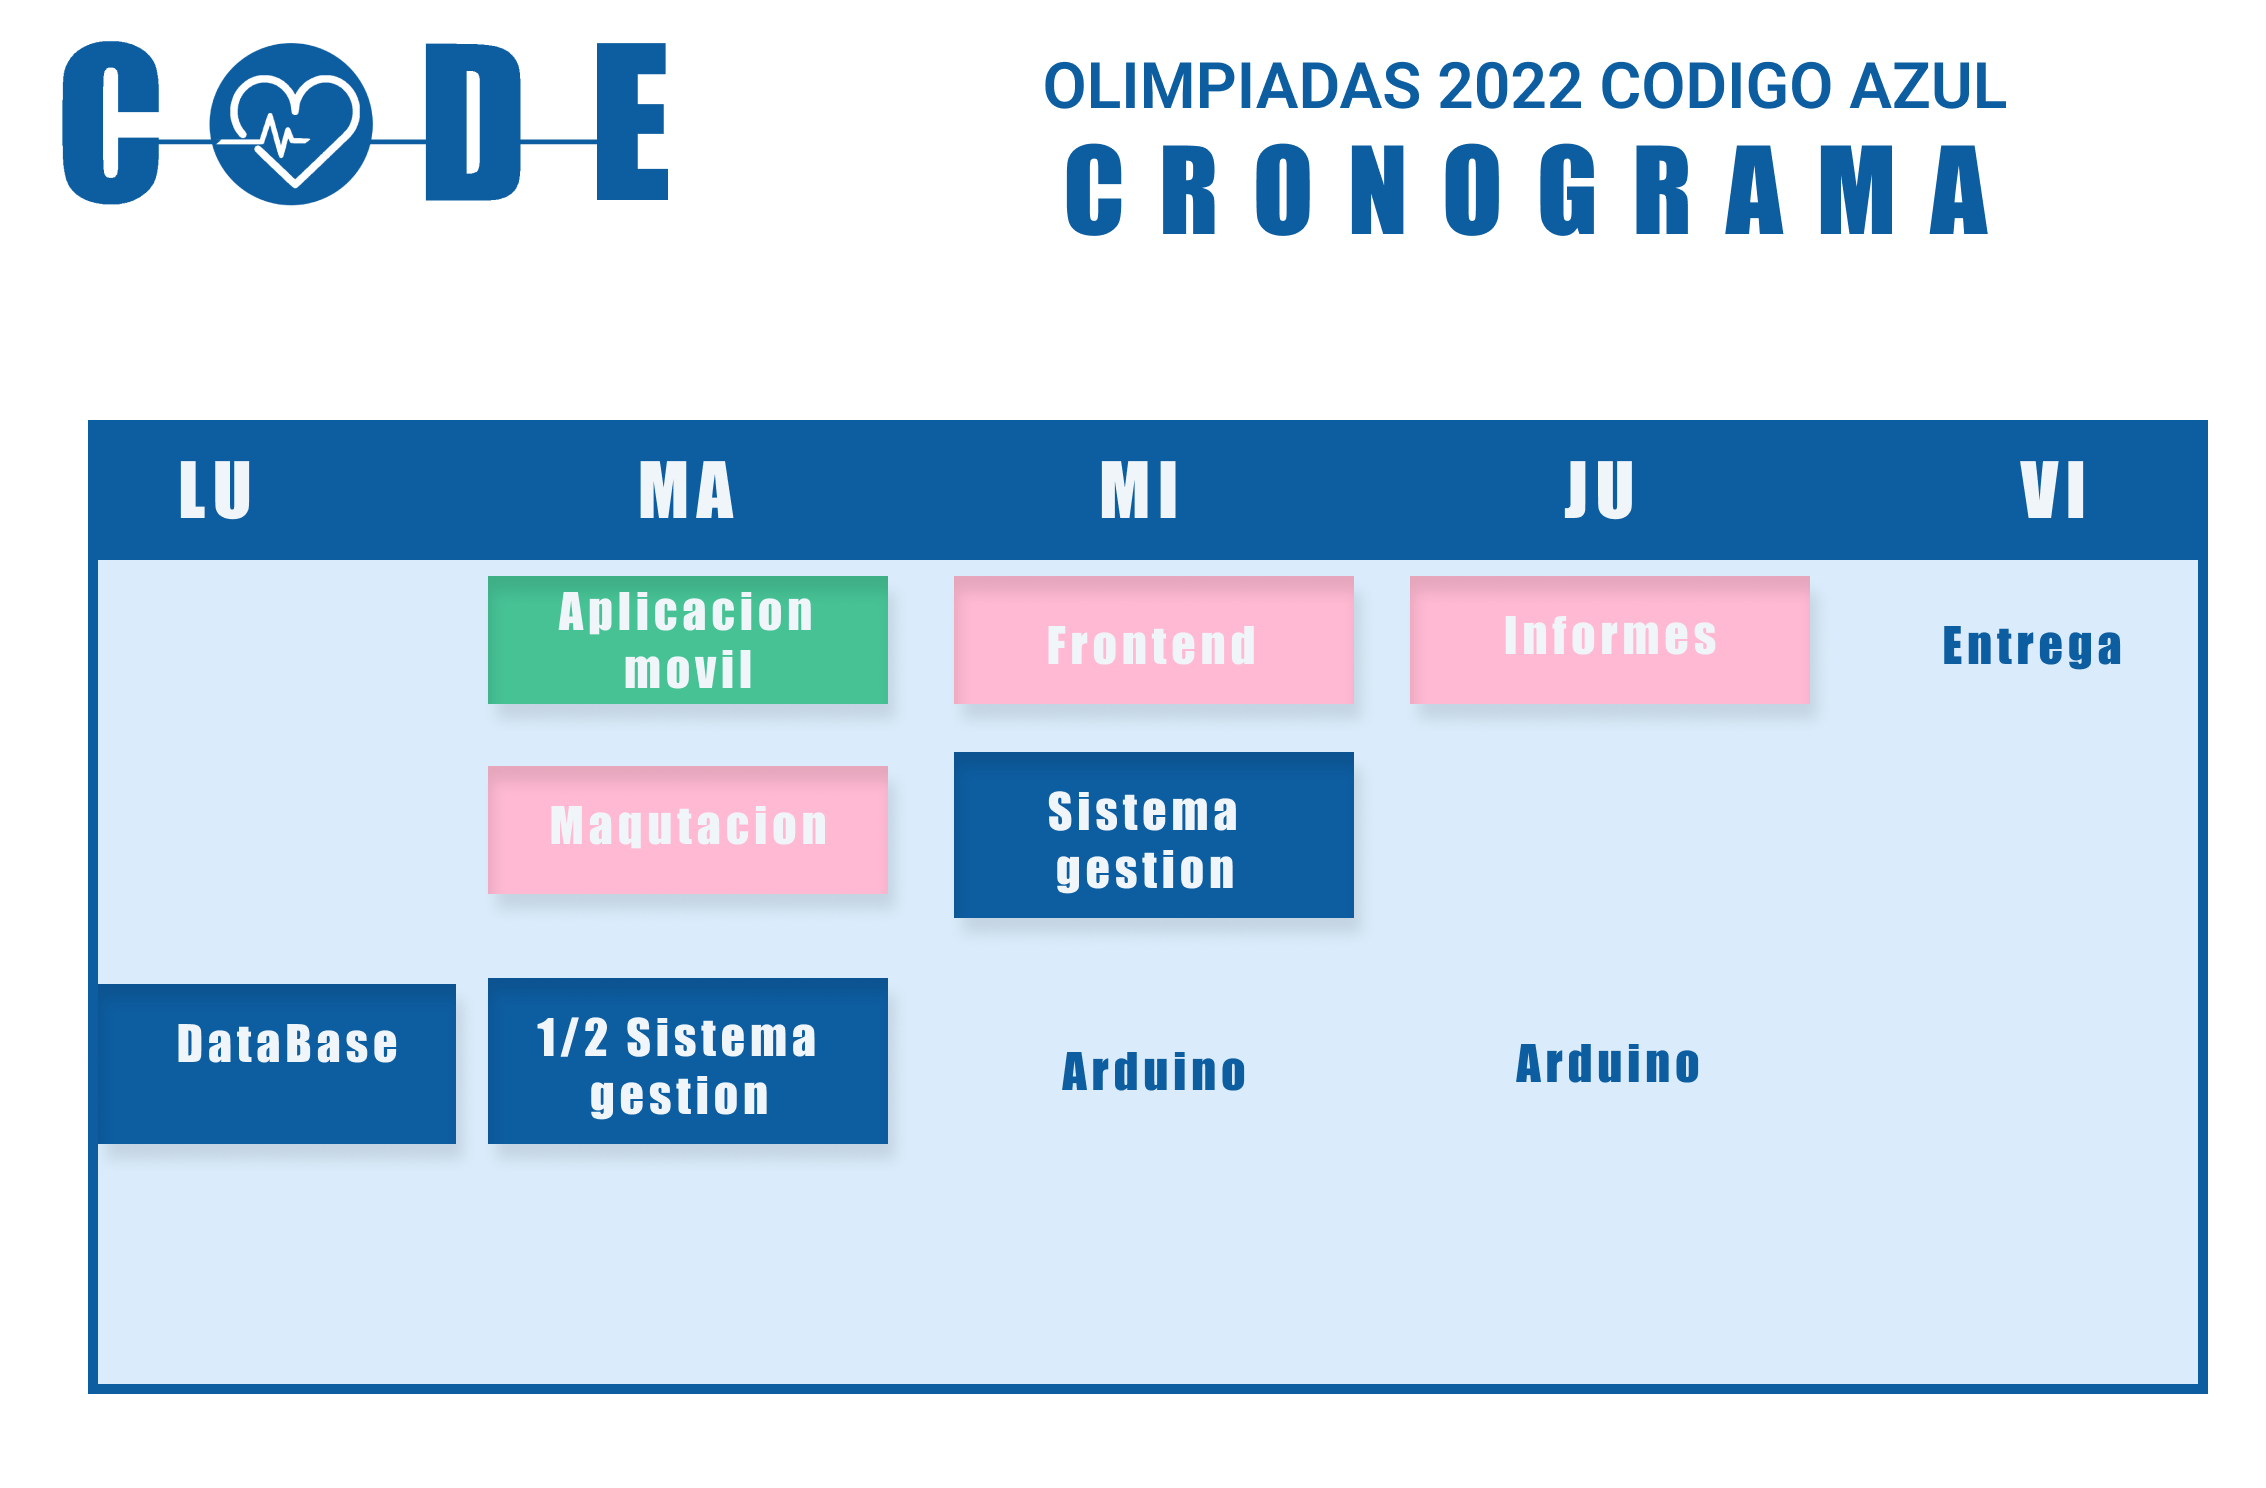 CODE
OLIMPIADAS 2022 CODIGO AZUL
CRONOGRAMA
LU MA MI JU VI
Aplicacion
movil
Frontend
Informes
Entrega
Maqutacion
Sistema
gestion
DataBase
1/2 Sistema
gestion
Arduino
Arduino